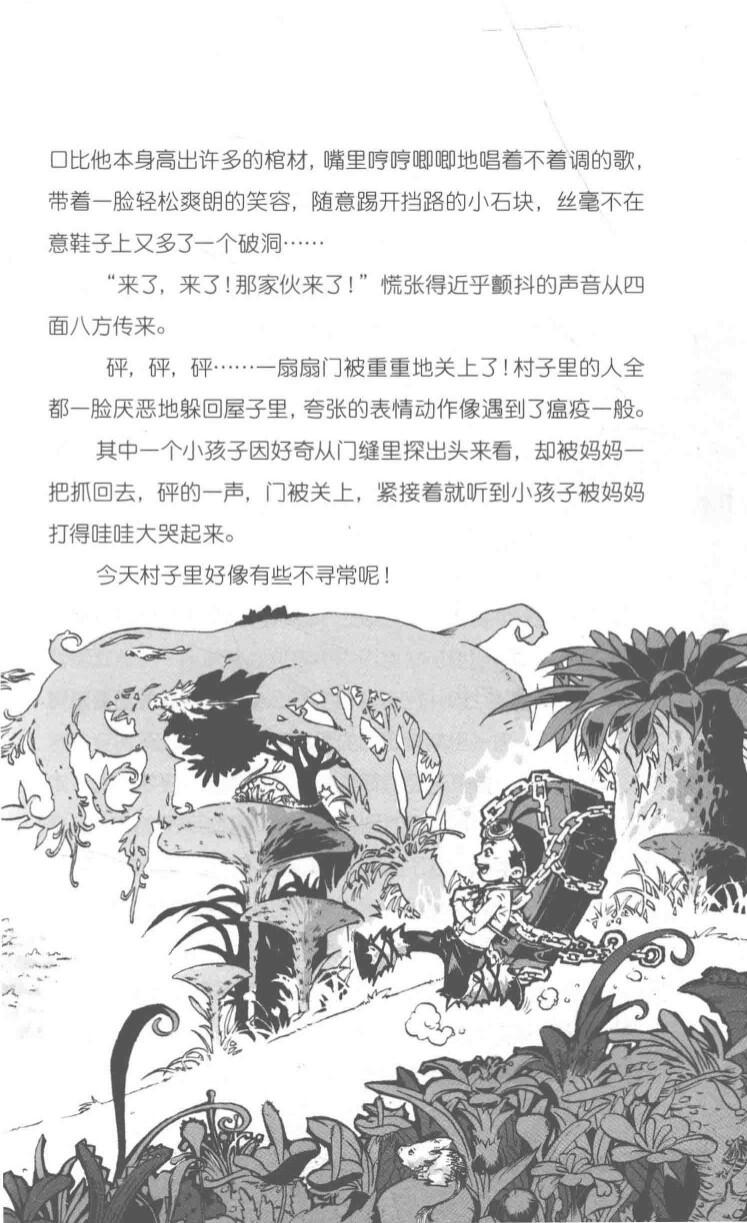 口比他本身高出许多的棺材，嘴里哼哼唧唧地唱着不着调的歌，
带着一脸轻松爽朗的笑容，随意踢开挡路的小石块，丝毫不在
意鞋子上又多了一个破洞……
“来了，来了！那家伙来了！”慌张得近乎颤抖的声音从四
面八方传来。
砰，砰，砰……一扇扇门被重重地关上了！村子里的人全
都一脸厌恶地躲回屋子里，夸张的表情动作像遇到了瘟疫一般。
其中一个小孩子因好奇从门缝里探出头来看，却被妈妈一
把抓回去，砰的一声，门被关上，紧接着就听到小孩子被妈妈
打得哇哇大哭起来。
今天村子里好像有些不寻常呢！